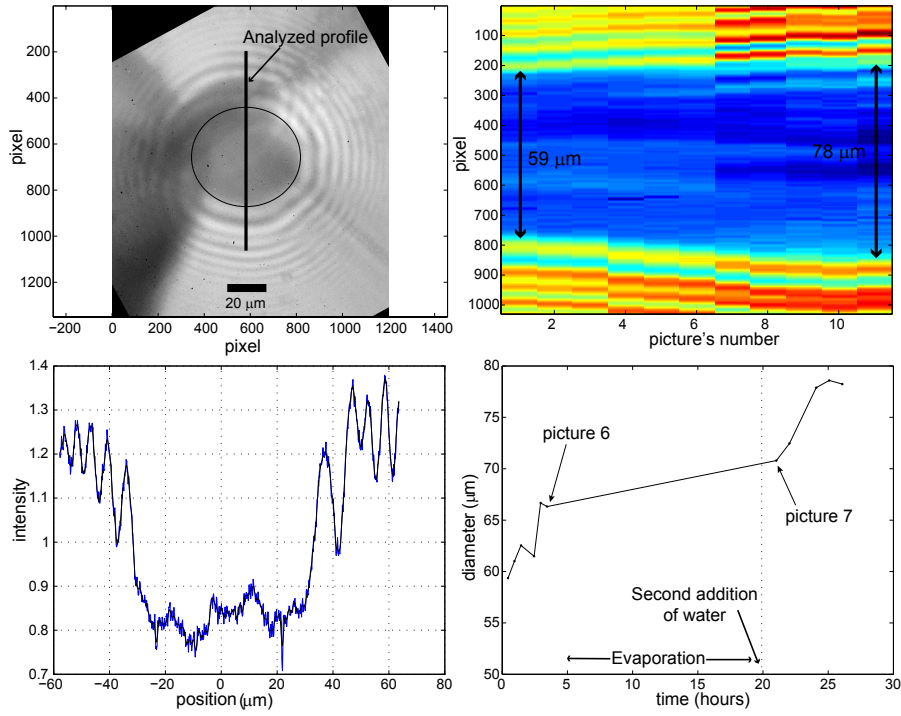 Analyzed profile
0
200
400
600
800
1000
1200
pixel
20 µm
-200 0 200 400 600 800 1000 1200 1400
pixel
100
200
300
400
500
600
700
800
900
1000
pixel
59 µm
78 µm
2 4 6 8 10
picture's number
1.4
1.3
1.2
1.1
1
0.9
0.8
0.7
intensity
−60 −40 −20 0 20 40 60 80
position(µm)
80
75
70
65
60
55
50
diameter (µm)
picture 6
picture 7
Second addition
of water
Evaporation
0 5 10 15 20 25 30
time (hours)